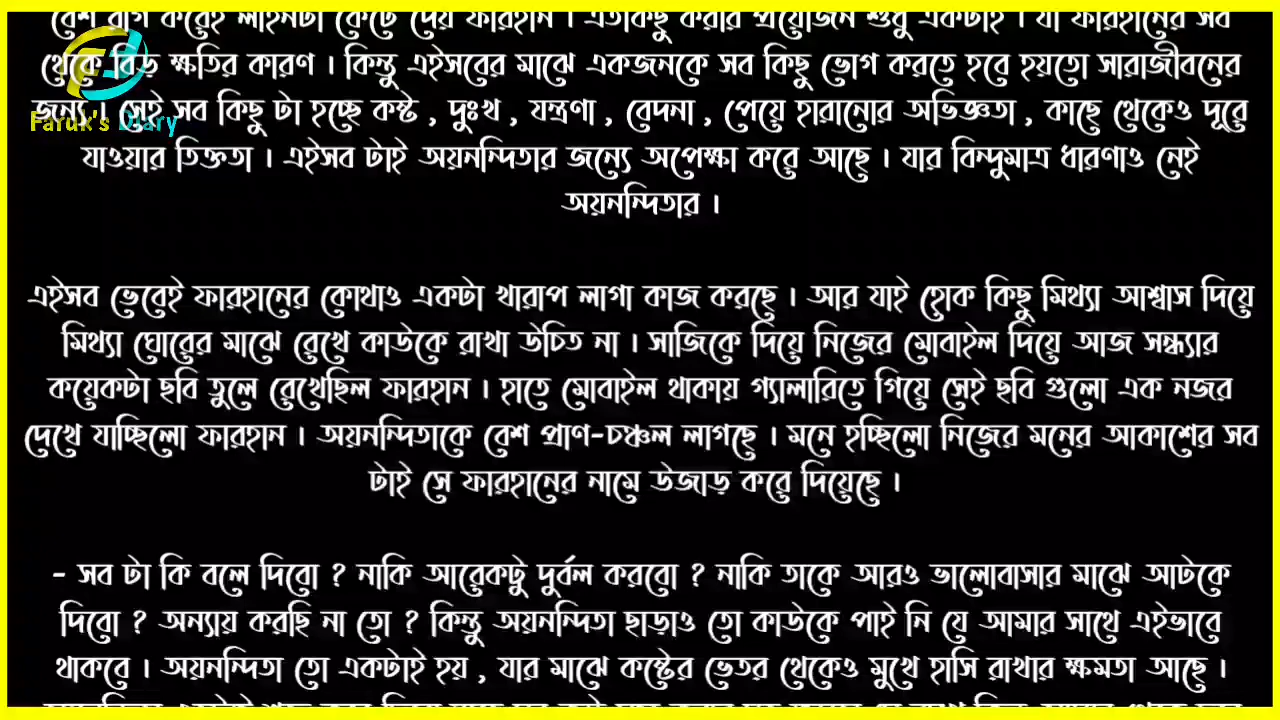 বেশ রাগ করেই লাইনটা কেটে দেয় ফারহান । এতকিছু করার প্রয়োজন শুধু একটাই । যা ফারহানের সব
থেকে বড় ক্ষতির কারণ । কিন্তু এইসবের মাঝে একজনকে সব কিছু ভোগ করতে হবে হয়তো সারাজীবনের
জন্য । সেই সব কিছু টা হচ্ছে কষ্ট , দুঃখ , যন্ত্রণা , বেদনা , পেয়ে হারানোর অভিজ্ঞতা , কাছে থেকেও দূরে
Faruk's Diary
যাওয়ার তিক্ততা । এইসব টাই অয়নন্দিতার জন্যে অপেক্ষা করে আছে । যার বিন্দুমাত্র ধারণাও নেই
অয়নন্দিতার ।
এইসব ভেবেই ফারহানের কোথাও একটা খারাপ লাগা কাজ করছে । আর যাই হোক কিছু মিথ্যা আশ্বাস দিয়ে
মিথ্যা ঘোরের মাঝে রেখে কাউকে রাখা উচিত না । সাজিকে দিয়ে নিজের মোবাইল দিয়ে আজ সন্ধ্যার
কয়েকটা ছবি তুলে রেখেছিল ফারহান । হাতে মোবাইল থাকায় গ্যালারিতে গিয়ে সেই ছবি গুলো এক নজর
দেখে যাচ্ছিলো ফারহান । অয়নন্দিতাকে বেশ প্রাণ-চঞ্চল লাগছে । মনে হচ্ছিলো নিজের মনের আকাশের সব
টাই সে ফারহানের নামে উজাড় করে দিয়েছে ।
- সব টা কি বলে দিবো ? নাকি আরেকটু দুর্বল করবো ? নাকি তাকে আরও ভালোবাসার মাঝে আটকে
দিবো ? অন্যায় করছি না তো ? কিন্তু অয়নন্দিতা ছাড়াও তো কাউকে পাই নি যে আমার সাথে এইভাবে
থাকবে । অয়নন্দিতা তো একটাই হয় , যার মাঝে কষ্টের ভেতর থেকেও মুখে হাসি রাখার ক্ষমতা আছে ।